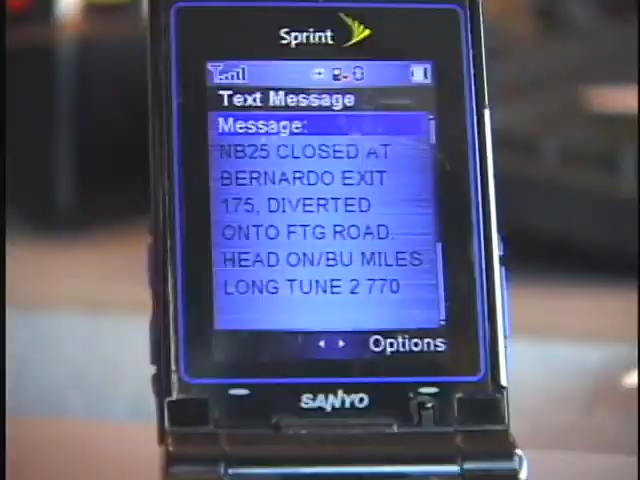 Sprint
Text Message
Message:
NB25 CLOSED AT
BERNARDO EXIT
175, DIVERTED
ONTO FTG ROAD.
HEAD ON/BU MILES
LONG TUNE 2 770
Options
SANYO